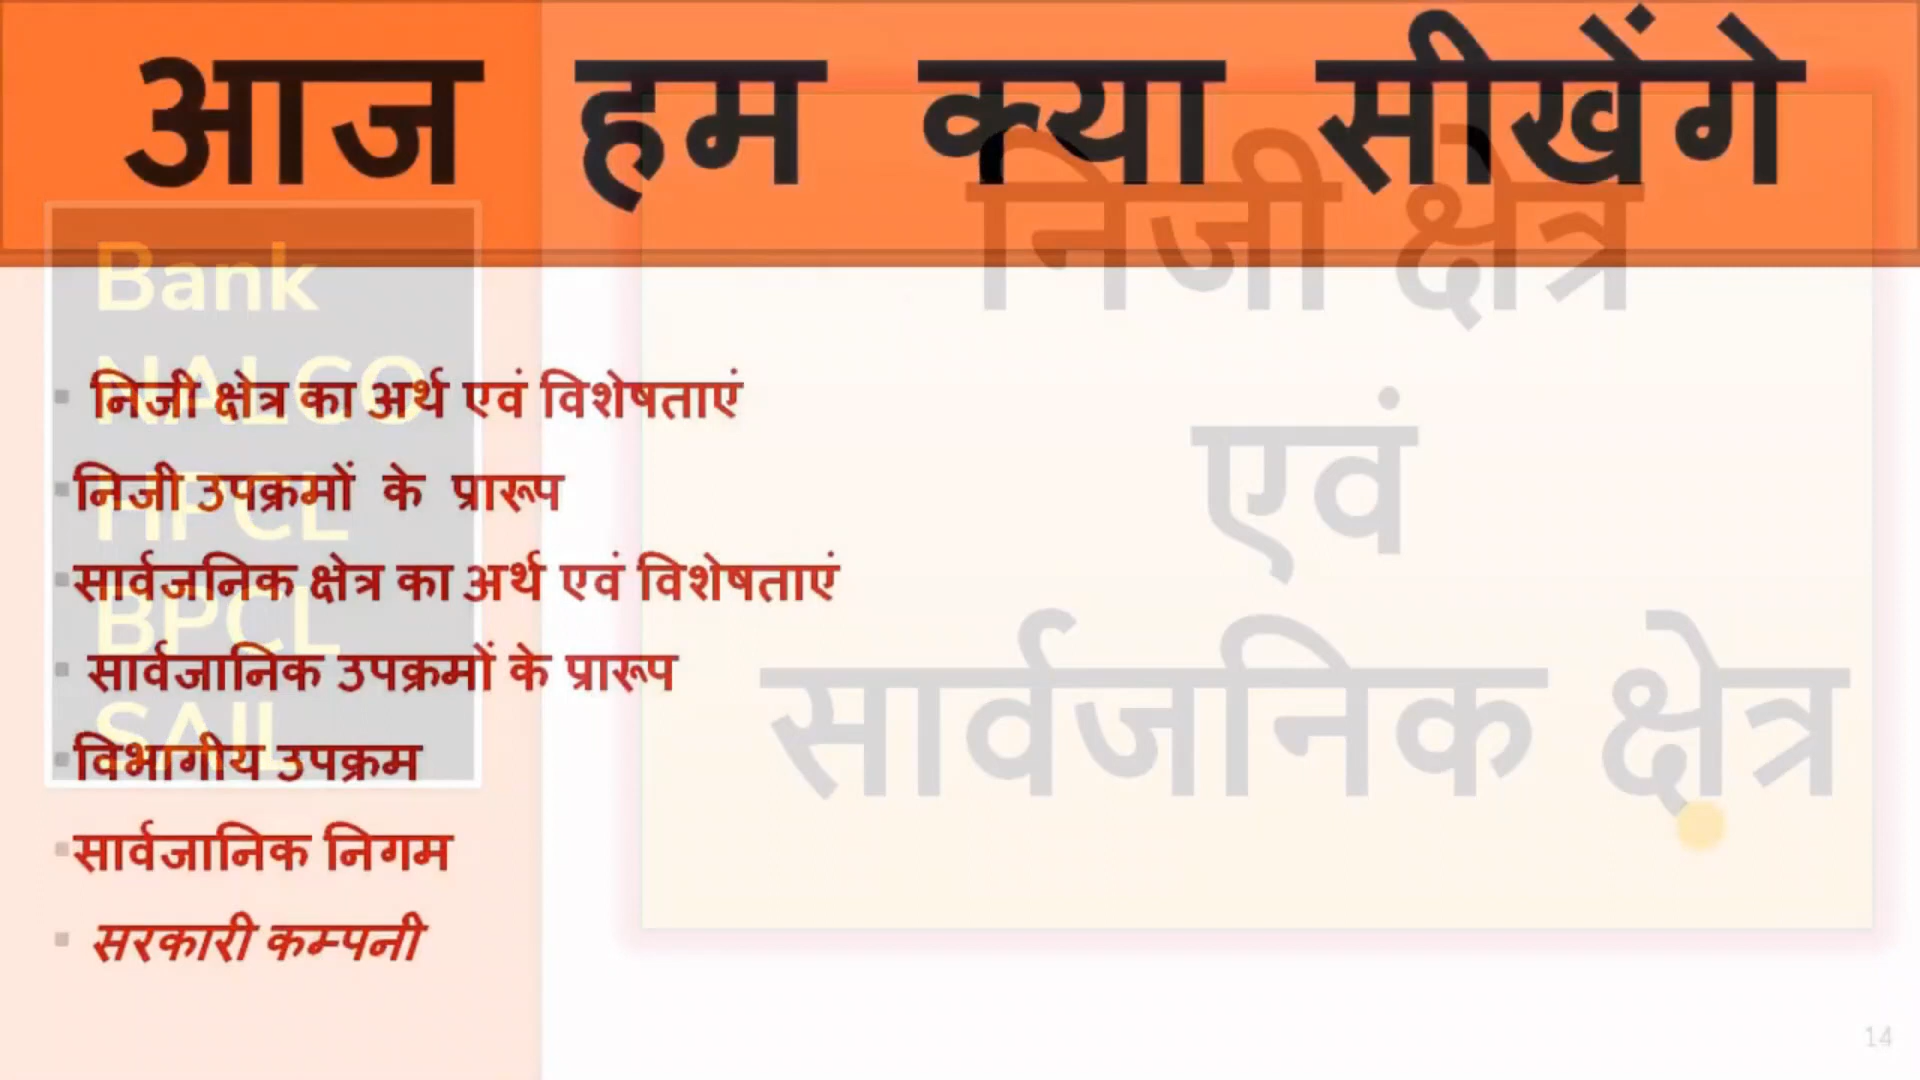 आज हम क्या सीखेंगे
निजी क्षेत्र
एवं
सार्वजनिक क्षेत्र
Bank
NALCO
HPCL
BPCL
SAIL
निजी क्षेत्र का अर्थ एवं विशेषताएं
निजी उपक्रमों के प्रारूप
सार्वजनिक क्षेत्र का अर्थ एवं विशेषताएं
सार्वजानिक उपक्रमों के प्रारूप
विभागीय उपक्रम
सार्वजानिक निगम
सरकारी कम्पनी
14